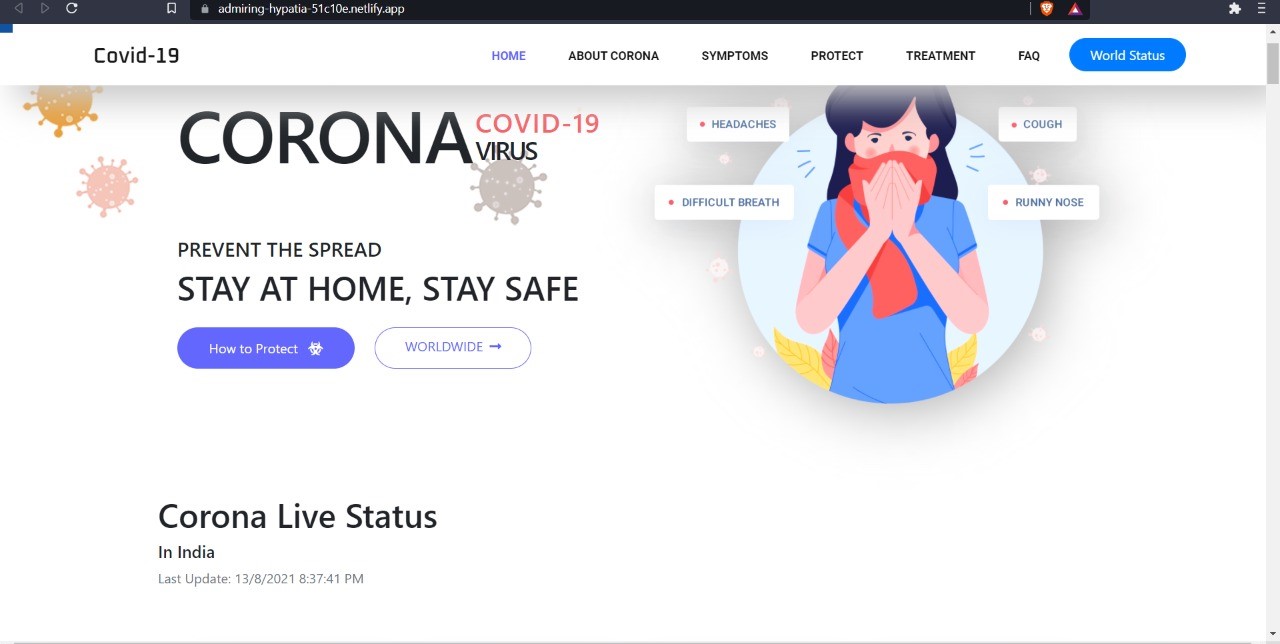 admiring-hypatia-51c10e.netlify.app
Covid-19
HOME ABOUT CORONA SYMPTOMS PROTECT TREATMENT FAQ World Status
CORONA COVID-19
VIRUS
HEADACHES
COUGH
DIFFICULT BREATH
RUNNY NOSE
PREVENT THE SPREAD
STAY AT HOME, STAY SAFE
How to Protect
WORLDWIDE
Corona Live Status
In India
Last Update: 13/8/2021 8:37:41 PM